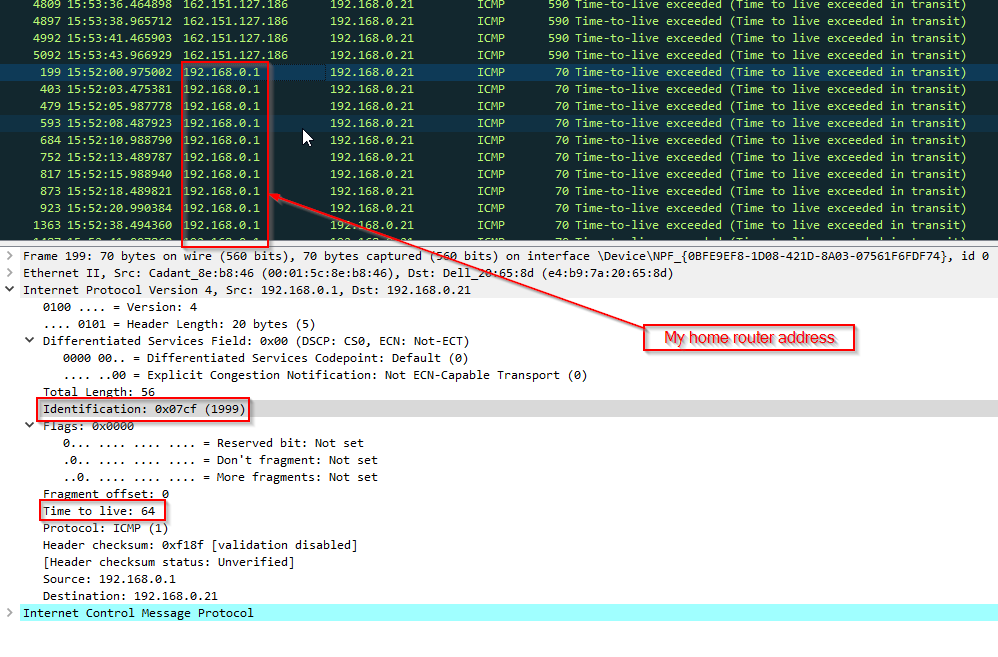 4809 15:53:36.464898 162.151.127.186 192.168.0.21 ICMP 590 Time-to-live exceeded (Time to live exceeded in transit)
4897 15:53:38.965712 162.151.127.186 192.168.0.21 ICMP 590 Time-to-live exceeded (Time to live exceeded in transit)
4992 15:53:41.465903 162.151.127.186 192.168.0.21 ICMP 590 Time-to-live exceeded (Time to live exceeded in transit)
5092 15:53:43.966929 162.151.127.186 192.168.0.21 ICMP 590 Time-to-live exceeded (Time to live exceeded in transit)
199 15:52:00.975002 192.168.0.1 192.168.0.21 ICMP 70 Time-to-live exceeded (Time to live exceeded in transit)
403 15:52:03.475381 192.168.0.1 192.168.0.21 ICMP 70 Time-to-live exceeded (Time to live exceeded in transit)
479 15:52:05.987778 192.168.0.1 192.168.0.21 ICMP 70 Time-to-live exceeded (Time to live exceeded in transit)
593 15:52:08.487923 192.168.0.1 192.168.0.21 ICMP 70 Time-to-live exceeded (Time to live exceeded in transit)
684 15:52:10.988790 192.168.0.1 192.168.0.21 ICMP 70 Time-to-live exceeded (Time to live exceeded in transit)
752 15:52:13.489787 192.168.0.1 192.168.0.21 ICMP 70 Time-to-live exceeded (Time to live exceeded in transit)
817 15:52:15.988940 192.168.0.1 192.168.0.21 ICMP 70 Time-to-live exceeded (Time to live exceeded in transit)
873 15:52:18.489821 192.168.0.1 192.168.0.21 ICMP 70 Time-to-live exceeded (Time to live exceeded in transit)
923 15:52:20.990384 192.168.0.1 192.168.0.21 ICMP 70 Time-to-live exceeded (Time to live exceeded in transit)
1363 15:52:38.494360 192.168.0.1 192.168.0.21 ICMP 70 Time-to-live exceeded (Time to live exceeded in transit)
Frame 199: 70 bytes on wire (560 bits), 70 bytes captured (560 bits) on interface \Device\NPF_{0BFE9EF8-1D08-421D-8A03-07561F6FDF74}, id 0
Ethernet II, Src: Cadant_8e:b8:46 (00:01:5c:8e:b8:46), Dst: Dell_20:65:8d (e4:b9:7a:20:65:8d)
Internet Protocol Version 4, Src: 192.168.0.1, Dst: 192.168.0.21
0100 .... = Version: 4
.... 0101 = Header Length: 20 bytes (5)
My home router address
Differentiated Services Field: 0x00 (DSCP: CS0, ECN: Not-ECT)
0000 00.. = Differentiated Services Codepoint: Default (0)
.... ..00 = Explicit Congestion Notification: Not ECN-Capable Transport (0)
Total Length: 56
Identification: 0x07cf (1999)
Flags: 0x0000
0... .... .... .... = Reserved bit: Not set
.0.. .... .... .... = Don't fragment: Not set
..0. .... .... .... = More fragments: Not set
Fragment offset: 0
Time to live: 64
Protocol: ICMP (1)
Header checksum: 0xf18f [validation disabled]
[Header checksum status: Unverified]
Source: 192.168.0.1
Destination: 192.168.0.21
Internet Control Message Protocol